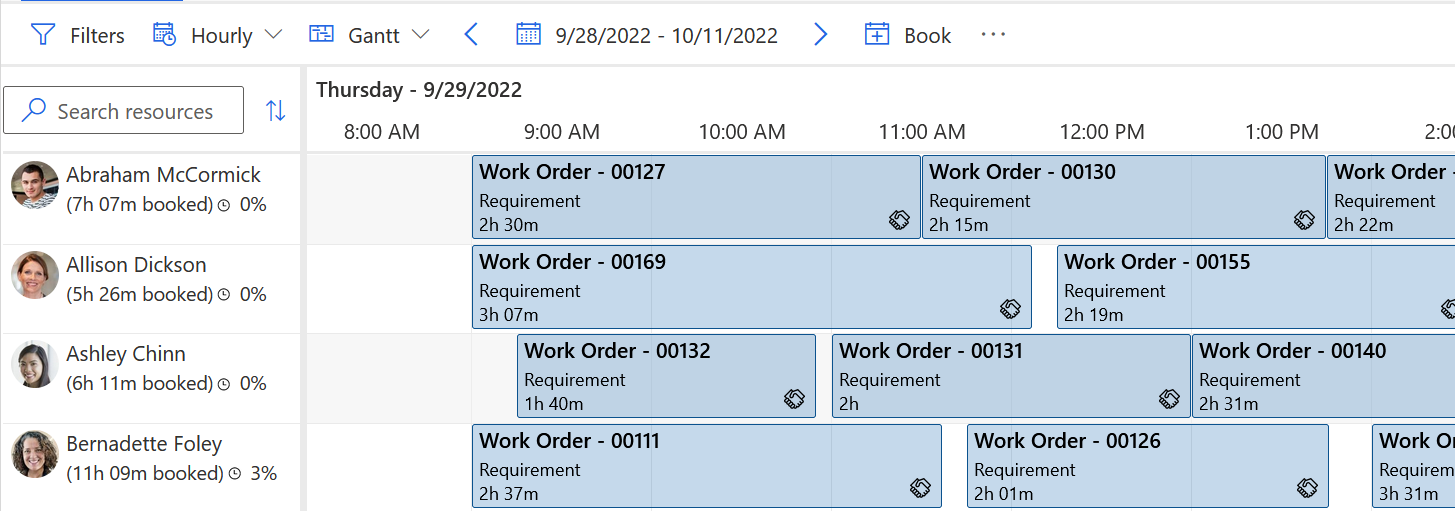 Filters Hourly Gantt 9/28/2022 - 10/11/2022 Book ...
Search resources
Thursday - 9/29/2022
8:00 AM 9:00 AM 10:00 AM 11:00 AM 12:00 PM 1:00 PM 2:00
Abraham McCormick
(7h 07m booked) 0%
Work Order - 00127
Requirement
2h 30m
Work Order - 00130
Requirement
2h 15m
Work Order -
Requirement
2h 22m
Allison Dickson
(5h 26m booked) 0%
Work Order - 00169
Requirement
3h 07m
Work Order - 00155
Requirement
2h 19m
Ashley Chinn
(6h 11m booked) 0%
Work Order - 00132
Requirement
1h 40m
Work Order - 00131
Requirement
2h
Work Order - 00140
Requirement
2h 31m
Bernadette Foley
(11h 09m booked) 3%
Work Order - 00111
Requirement
2h 37m
Work Order - 00126
Requirement
2h 01m
Work Or
Requirem
3h 31m